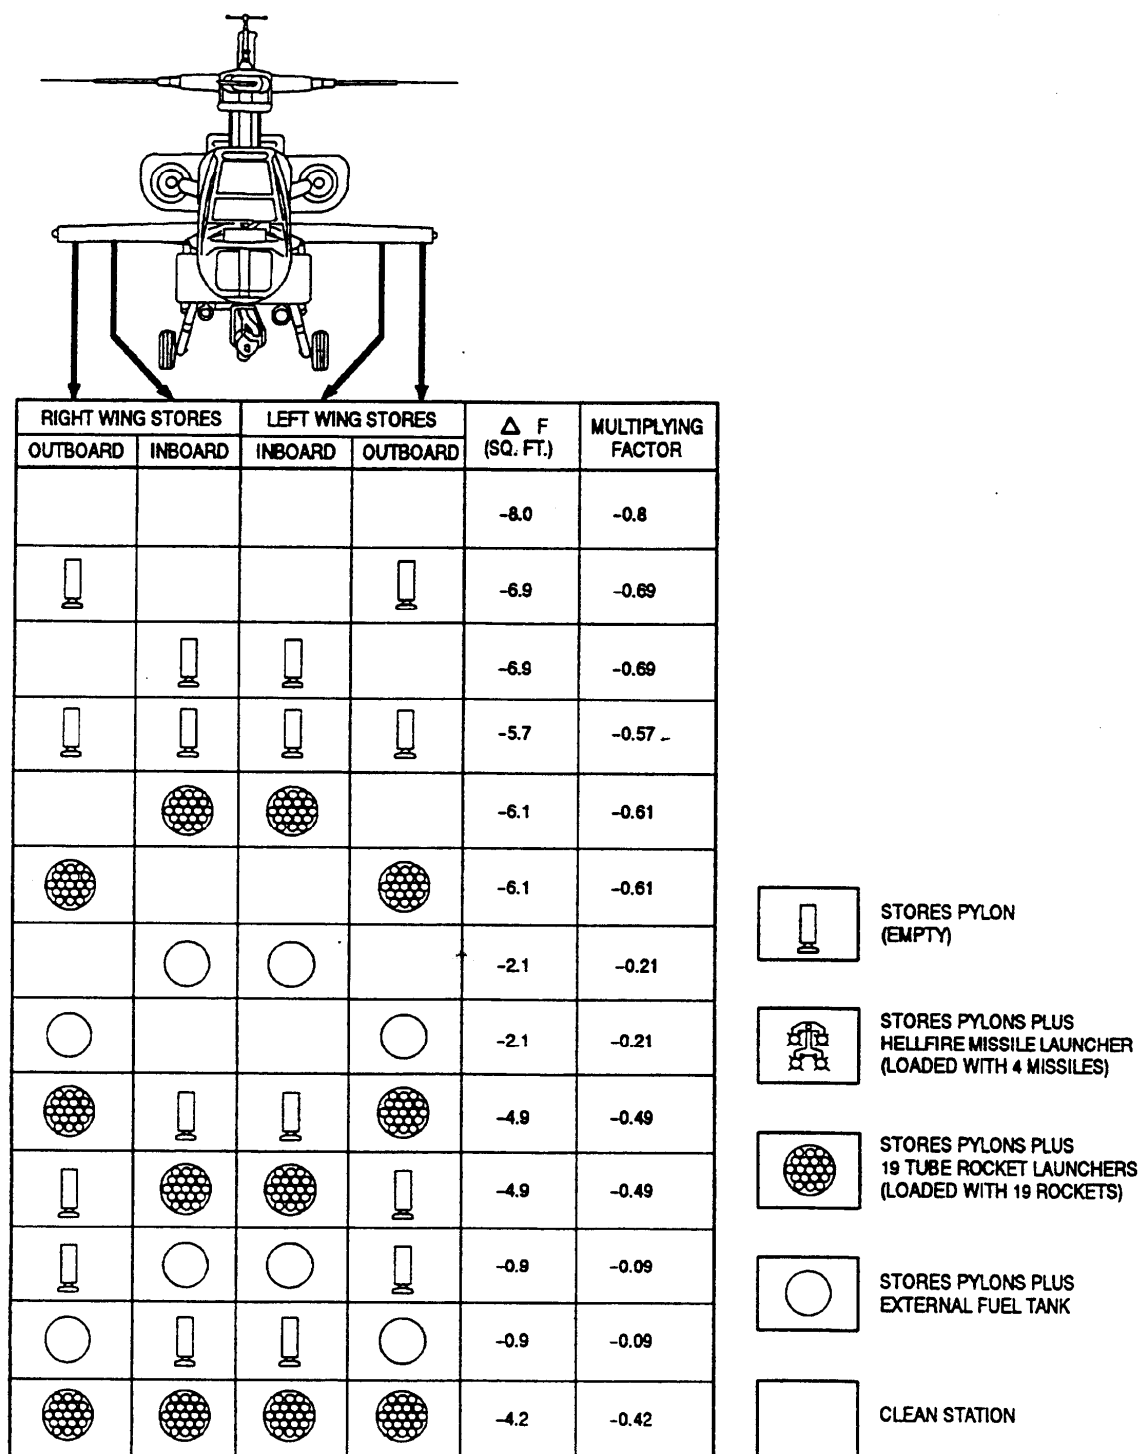 RIGHT WING STORES LEFT WING STORES Δ F (SQ. FT.) MULTIPLYING FACTOR
OUTBOARD INBOARD INBOARD OUTBOARD
-8.0 -0.8
-6.9 -0.69
-6.9 -0.69
-5.7 -0.57
-6.1 -0.61
-6.1 -0.61
-2.1 -0.21
-2.1 -0.21
-4.9 -0.49
-4.9 -0.49
-0.9 -0.09
-0.9 -0.09
-4.2 -0.42
STORES PYLON
(EMPTY)
STORES PYLONS PLUS
HELLFIRE MISSILE LAUNCHER
(LOADED WITH 4 MISSILES)
STORES PYLONS PLUS
19 TUBE ROCKET LAUNCHERS
(LOADED WITH 19 ROCKETS)
STORES PYLONS PLUS
EXTERNAL FUEL TANK
CLEAN STATION